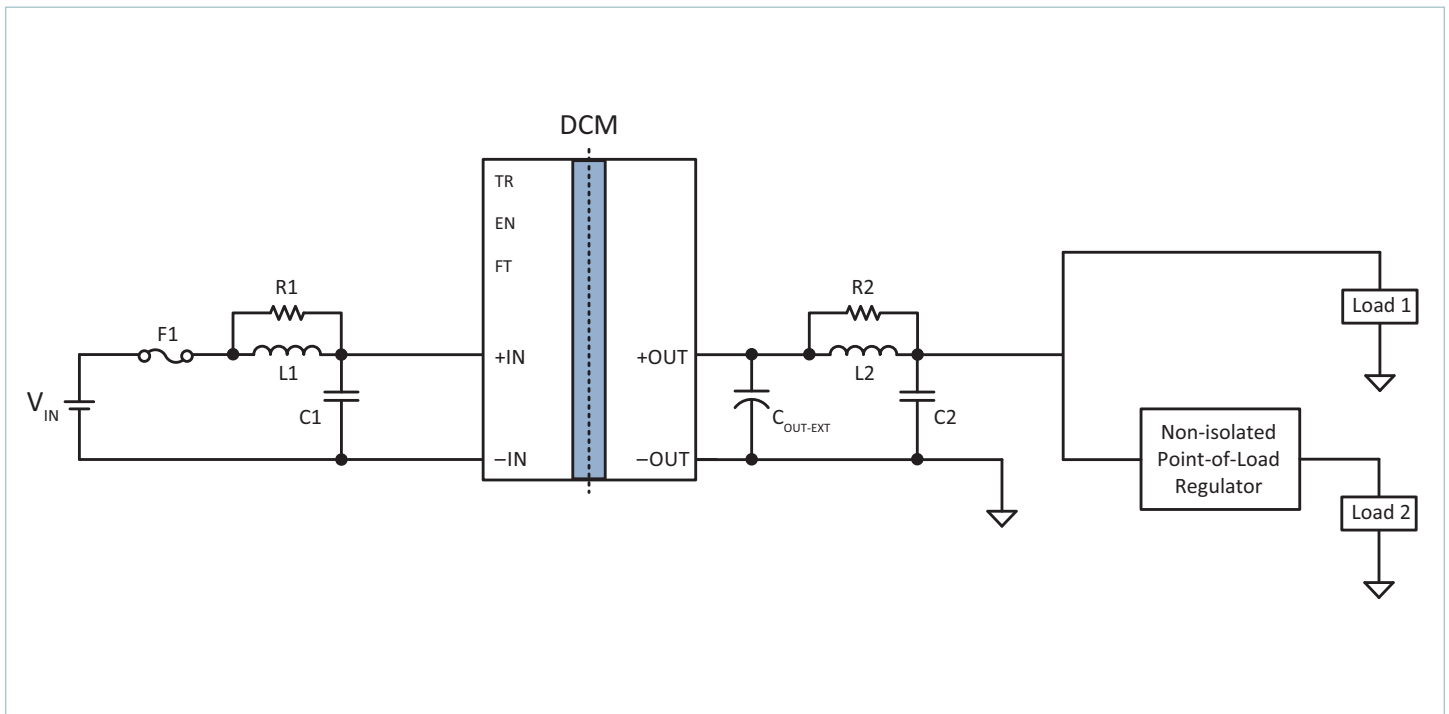 DCM
TR
EN
FT
R1
F1
L1
+IN
V_IN
C1
–IN
+OUT
R2
L2
C_OUT-EXT
C2
–OUT
Load 1
Non-isolated
Point-of-Load
Regulator
Load 2